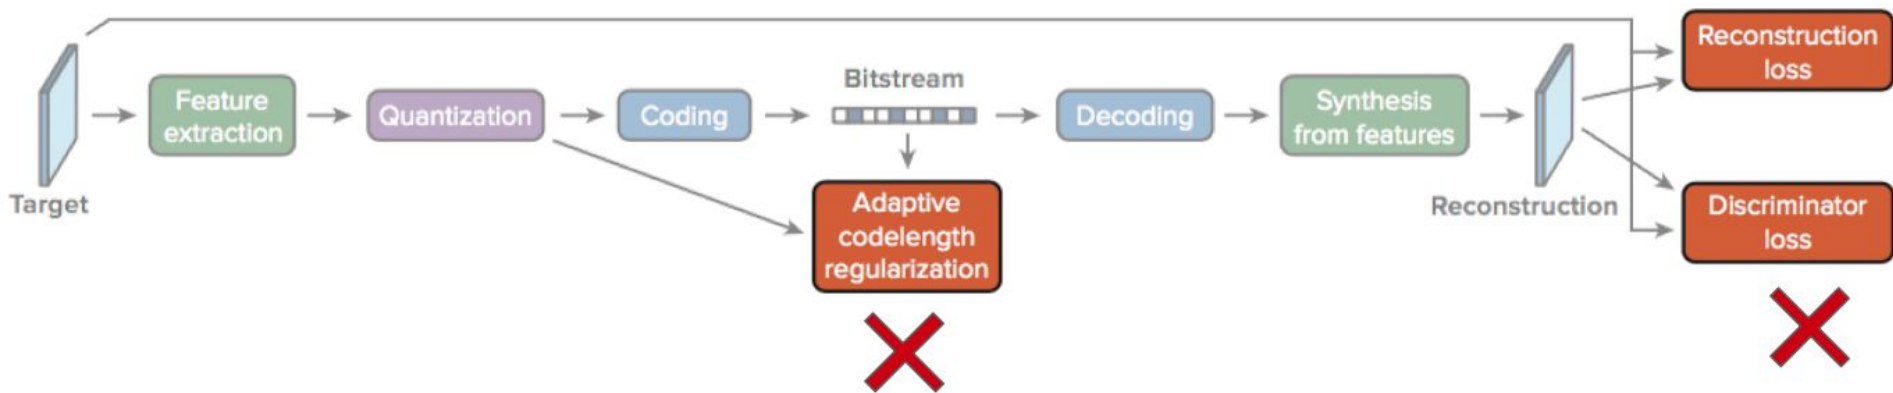 Target
Feature
extraction
Quantization
Coding
Bitstream
Adaptive
codelength
regularization
Decoding
Synthesis
from features
Reconstruction
Reconstruction
loss
Discriminator
loss